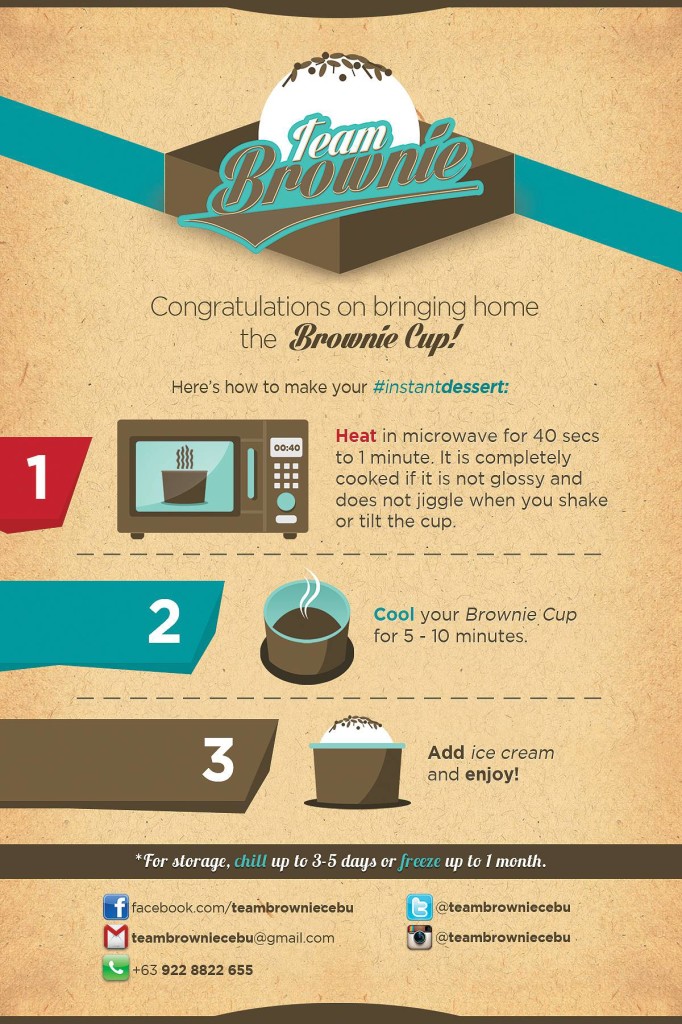 Team
Brownie
Congratulations on bringing home
the Brownie Cup!
Here's how to make your #instantdessert:
1
00:40
Heat in microwave for 40 secs
to 1 minute. It is completely
cooked if it is not glossy and
does not jiggle when you shake
or tilt the cup.
2
Cool your Brownie Cup
for 5 - 10 minutes.
3
Add ice cream
and enjoy!
*For storage, chill up to 3-5 days or freeze up to 1 month.
facebook.com/teambrowniecebu
@teambrowniecebu
teambrowniecebu@gmail.com
@teambrowniecebu
+63 922 8822 655